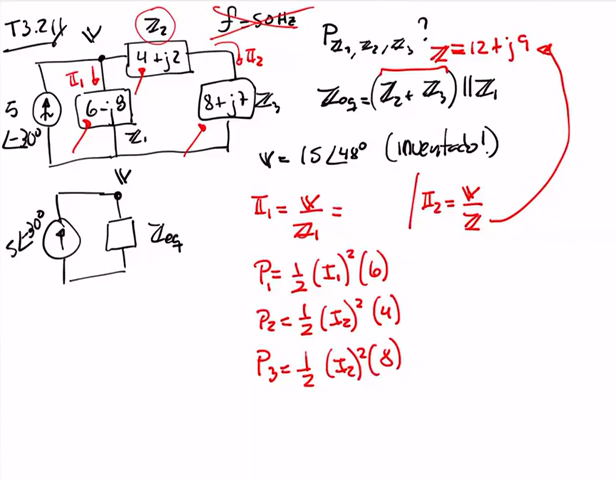 T3.24
Z₂
f=50Hz
V
4+j2
I₂
I₁
6-j8
8+j7
Z₃
5
∠-30°
Z₁
P_Z₁, Z₂, Z₃ ?
Z=12+j9
Zeq=(Z₂+Z₃)||Z₁
V=15∠48° (inventado!)
V
5∠-30°
Zeq
I₁ = V/Z₁ =
I₂ = V/Z
P₁ = 1/2 (I₁)² (6)
P₂ = 1/2 (I₂)² (4)
P₃ = 1/2 (I₂)² (8)